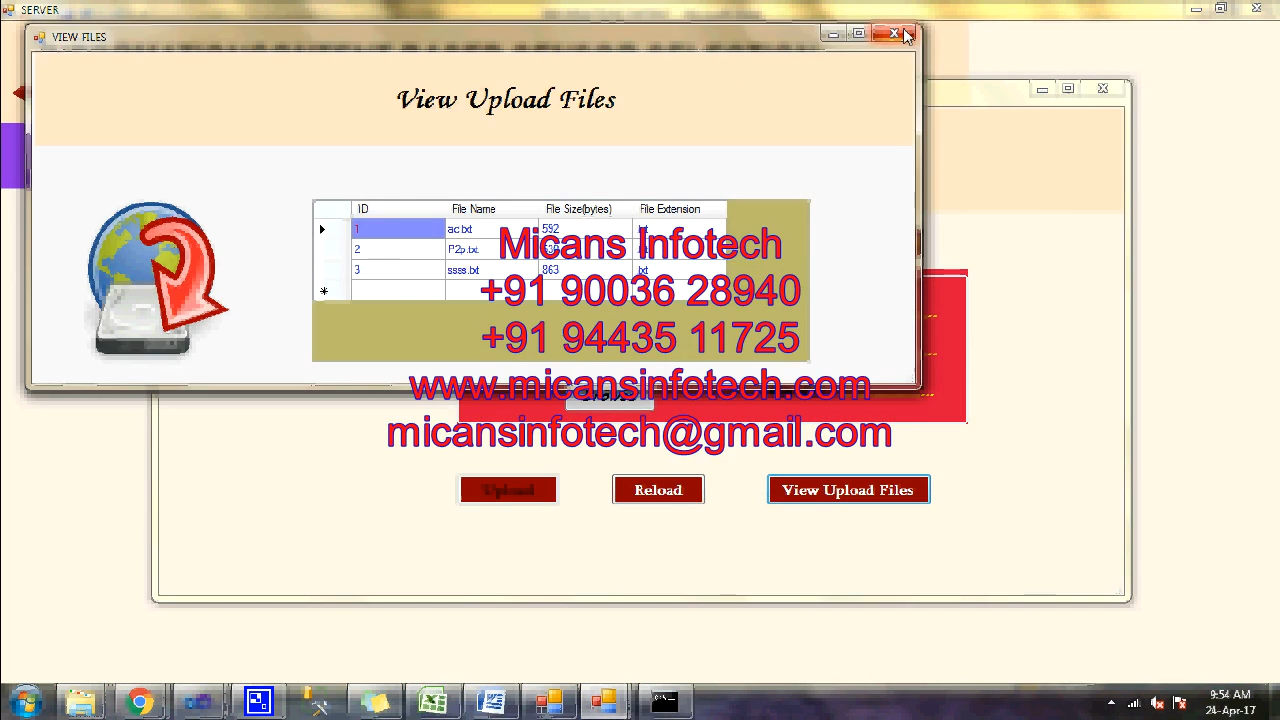 SERVER
VIEW FILES
View Upload Files
ID File Name File Size(bytes) File Extension
1 ac.txt 592 txt
2 P2p.txt
3 ssss.txt 863 txt
Micans Infotech
+91 90036 28940
+91 94435 11725
www.micansinfotech.com
micansinfotech@gmail.com
Upload Reload View Upload Files
9:54 AM
24-Apr-17